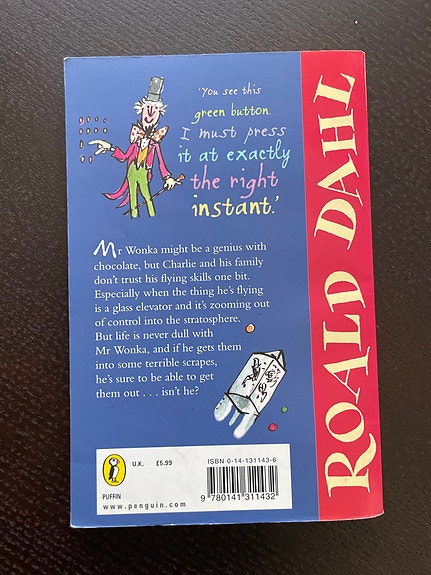 ‘You see this
green button.
I must press
it at exactly
the right
instant.’
Mr Wonka might be a genius with
chocolate, but Charlie and his family
don’t trust his flying skills one bit.
Especially when the thing he’s flying
is a glass elevator and it’s zooming out
of control into the stratosphere.
But life is never dull with
Mr Wonka, and if he gets them
into some terrible scrapes,
he’s sure to be able to get
them out . . . isn’t he?
ROALD DAHL
U.K. £5.99
PUFFIN
www.penguin.com
ISBN 0-14-131143-6
9 780141 311432